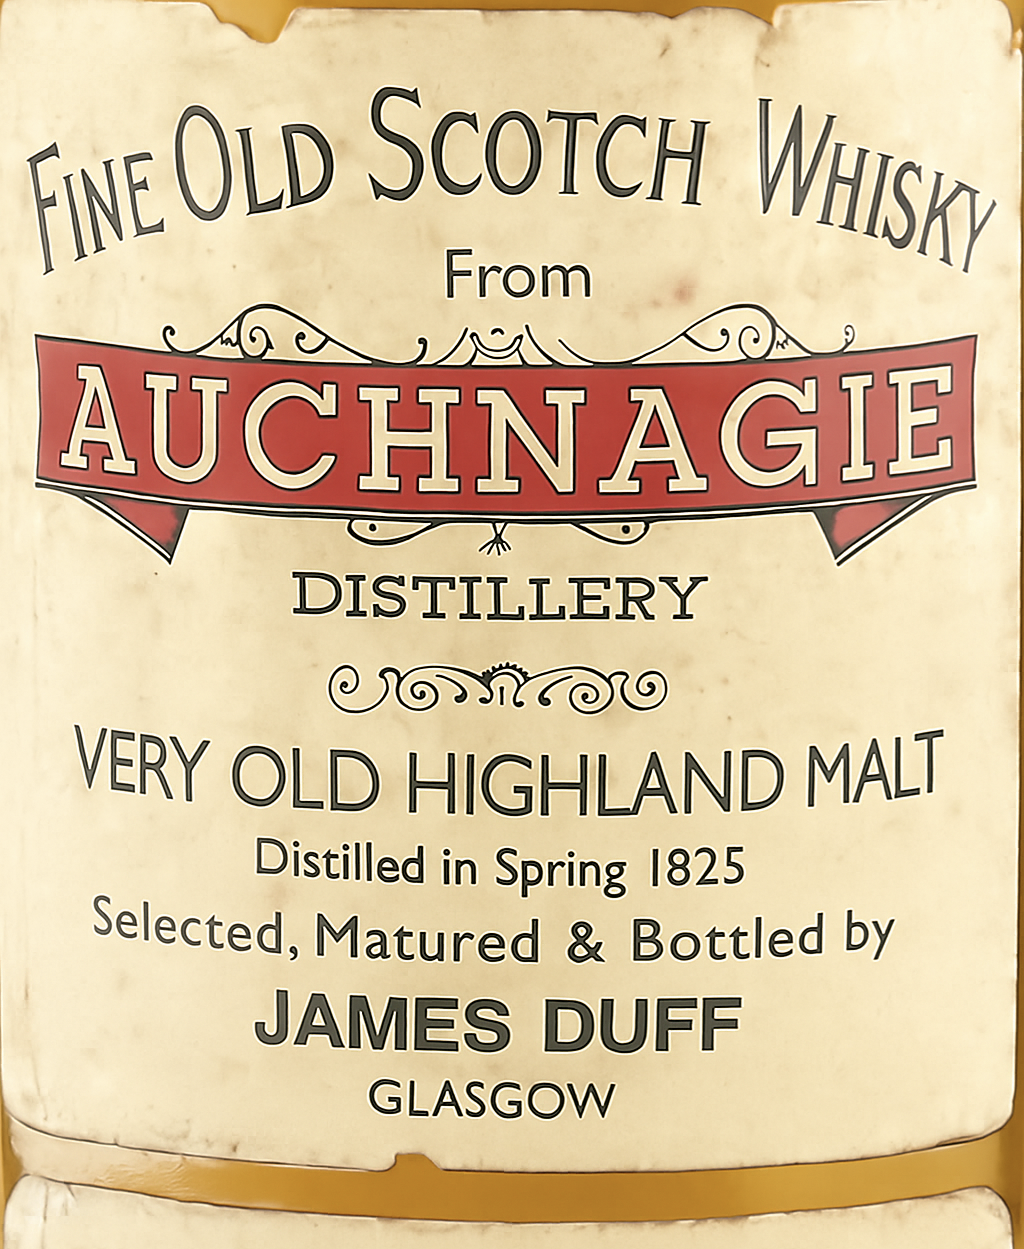 FINE OLD SCOTCH WHISKY
From
AUCHNAGIE
DISTILLERY
VERY OLD HIGHLAND MALT
Distilled in Spring 1825
Selected, Matured & Bottled by
JAMES DUFF
GLASGOW